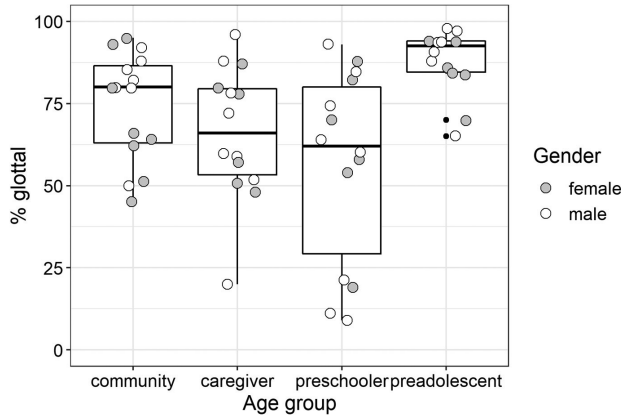 100
75
50
25
0
% glottal
community caregiver preschooler preadolescent
Age group
Gender
female
male